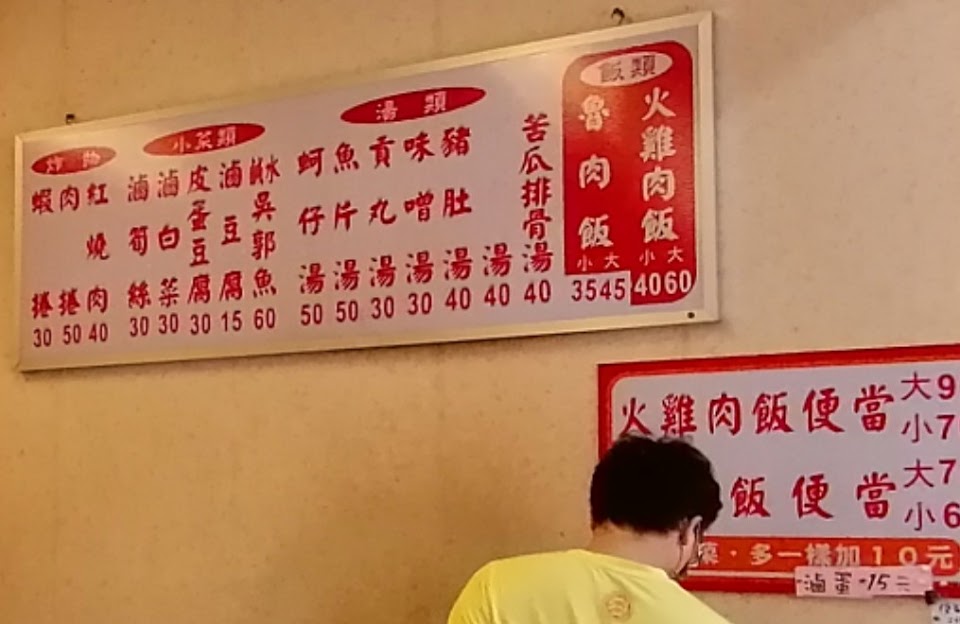 飯類
火雞肉飯 小大 40 60
魯肉飯 小大 35 45
湯類
苦瓜排骨湯 40
湯 40
豬肚湯 40
味噌湯 30
貢丸湯 30
魚片湯 50
蚵仔湯 50
小菜類
鹹水吳郭魚 60
滷豆腐 15
皮蛋豆腐 30
滷白菜 30
滷筍絲 30
炸物
紅燒肉 40
肉捲 50
蝦捲 30
火雞肉飯便當 大9
小7
飯便當 大7
小6
菜·多一樣加10元
滷蛋-15元